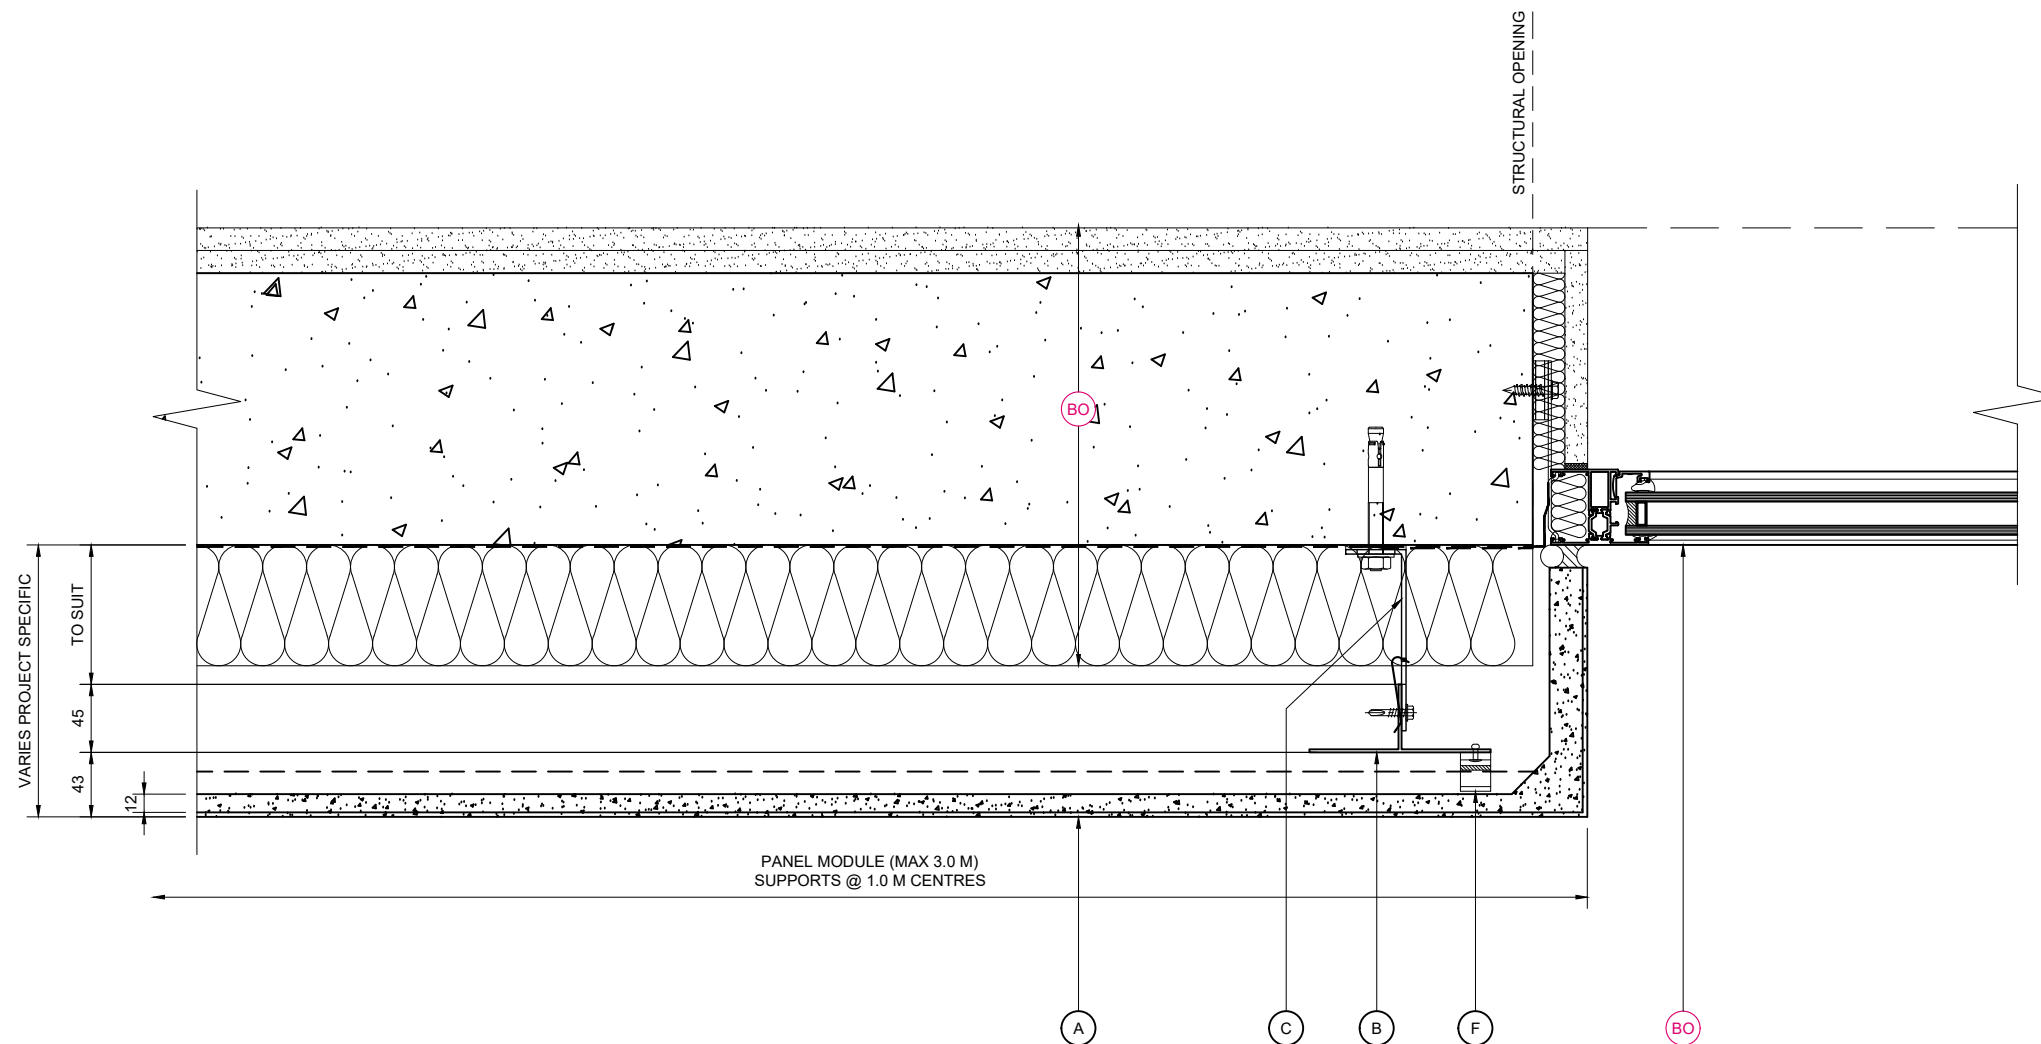 STRUCTURAL OPENING
BO
VARIES PROJECT SPECIFIC
TO SUIT
45
43
12
PANEL MODULE (MAX 3.0 M)
SUPPORTS @ 1.0 M CENTRES
A
C
B
F
BO